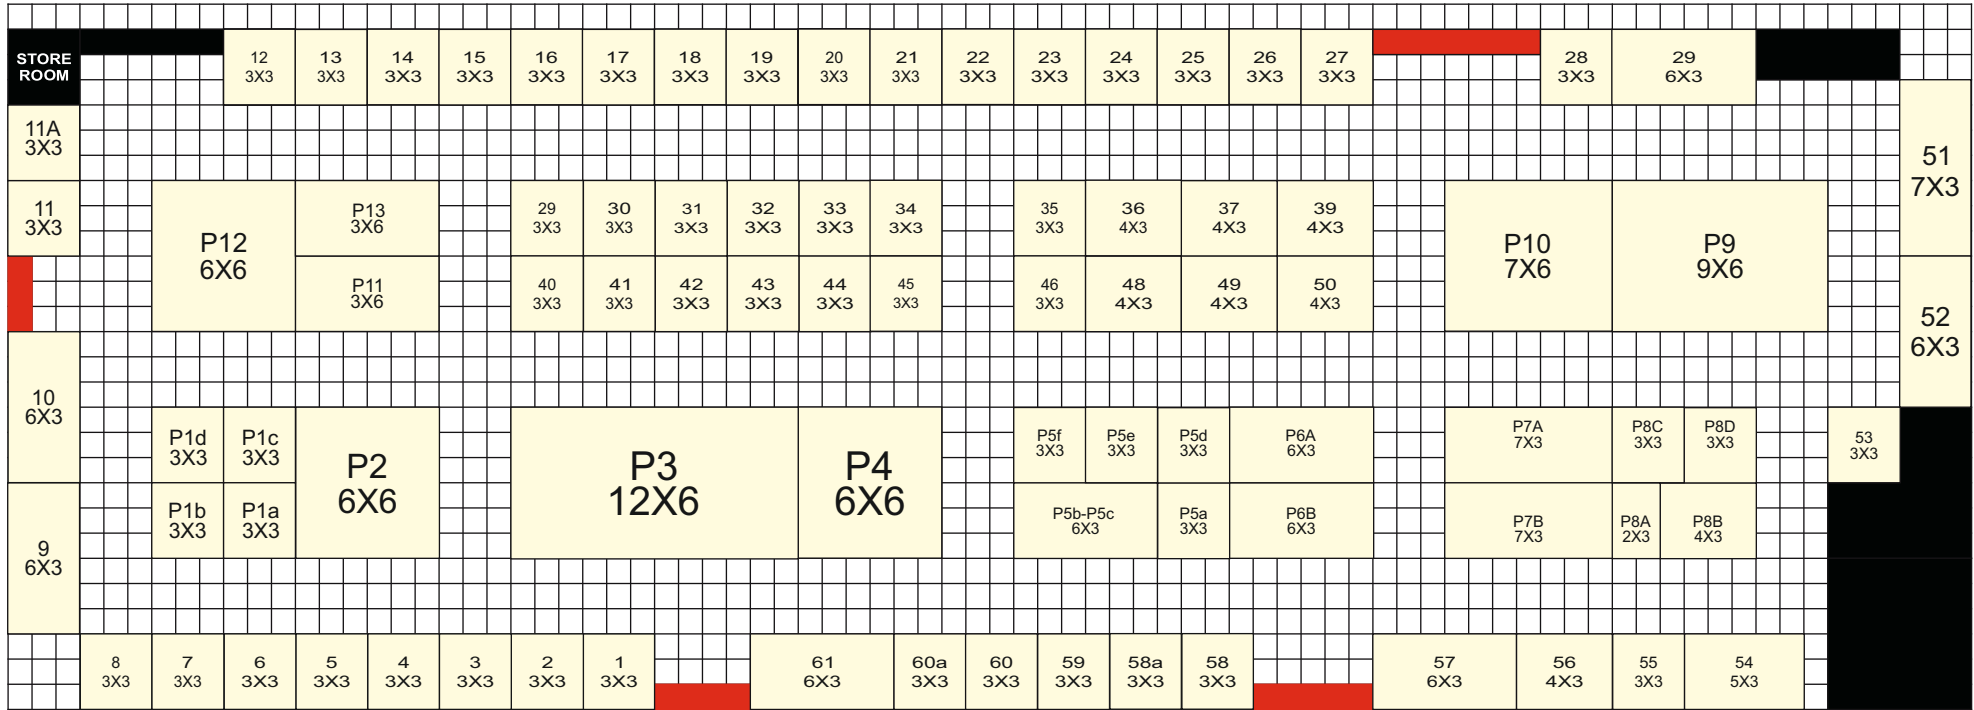 STORE
ROOM
12
3X3
13
3X3
14
3X3
15
3X3
16
3X3
17
3X3
18
3X3
19
3X3
20
3X3
21
3X3
22
3X3
23
3X3
24
3X3
25
3X3
26
3X3
27
3X3
28
3X3
29
6X3
11A
3X3
51
7X3
11
3X3
P12
6X6
P13
3X6
P11
3X6
29
3X3
30
3X3
31
3X3
32
3X3
33
3X3
34
3X3
35
3X3
36
4X3
37
4X3
39
4X3
40
3X3
41
3X3
42
3X3
43
3X3
44
3X3
45
3X3
46
3X3
48
4X3
49
4X3
50
4X3
P10
7X6
P9
9X6
52
6X3
10
6X3
P1d
3X3
P1c
3X3
P1b
3X3
P1a
3X3
P2
6X6
P3
12X6
P4
6X6
P5f
3X3
P5e
3X3
P5d
3X3
P6A
6X3
P5b-P5c
6X3
P5a
3X3
P6B
6X3
P7A
7X3
P8C
3X3
P8D
3X3
P7B
7X3
P8A
2X3
P8B
4X3
53
3X3
9
6X3
8
3X3
7
3X3
6
3X3
5
3X3
4
3X3
3
3X3
2
3X3
1
3X3
61
6X3
60a
3X3
60
3X3
59
3X3
58a
3X3
58
3X3
57
6X3
56
4X3
55
3X3
54
5X3